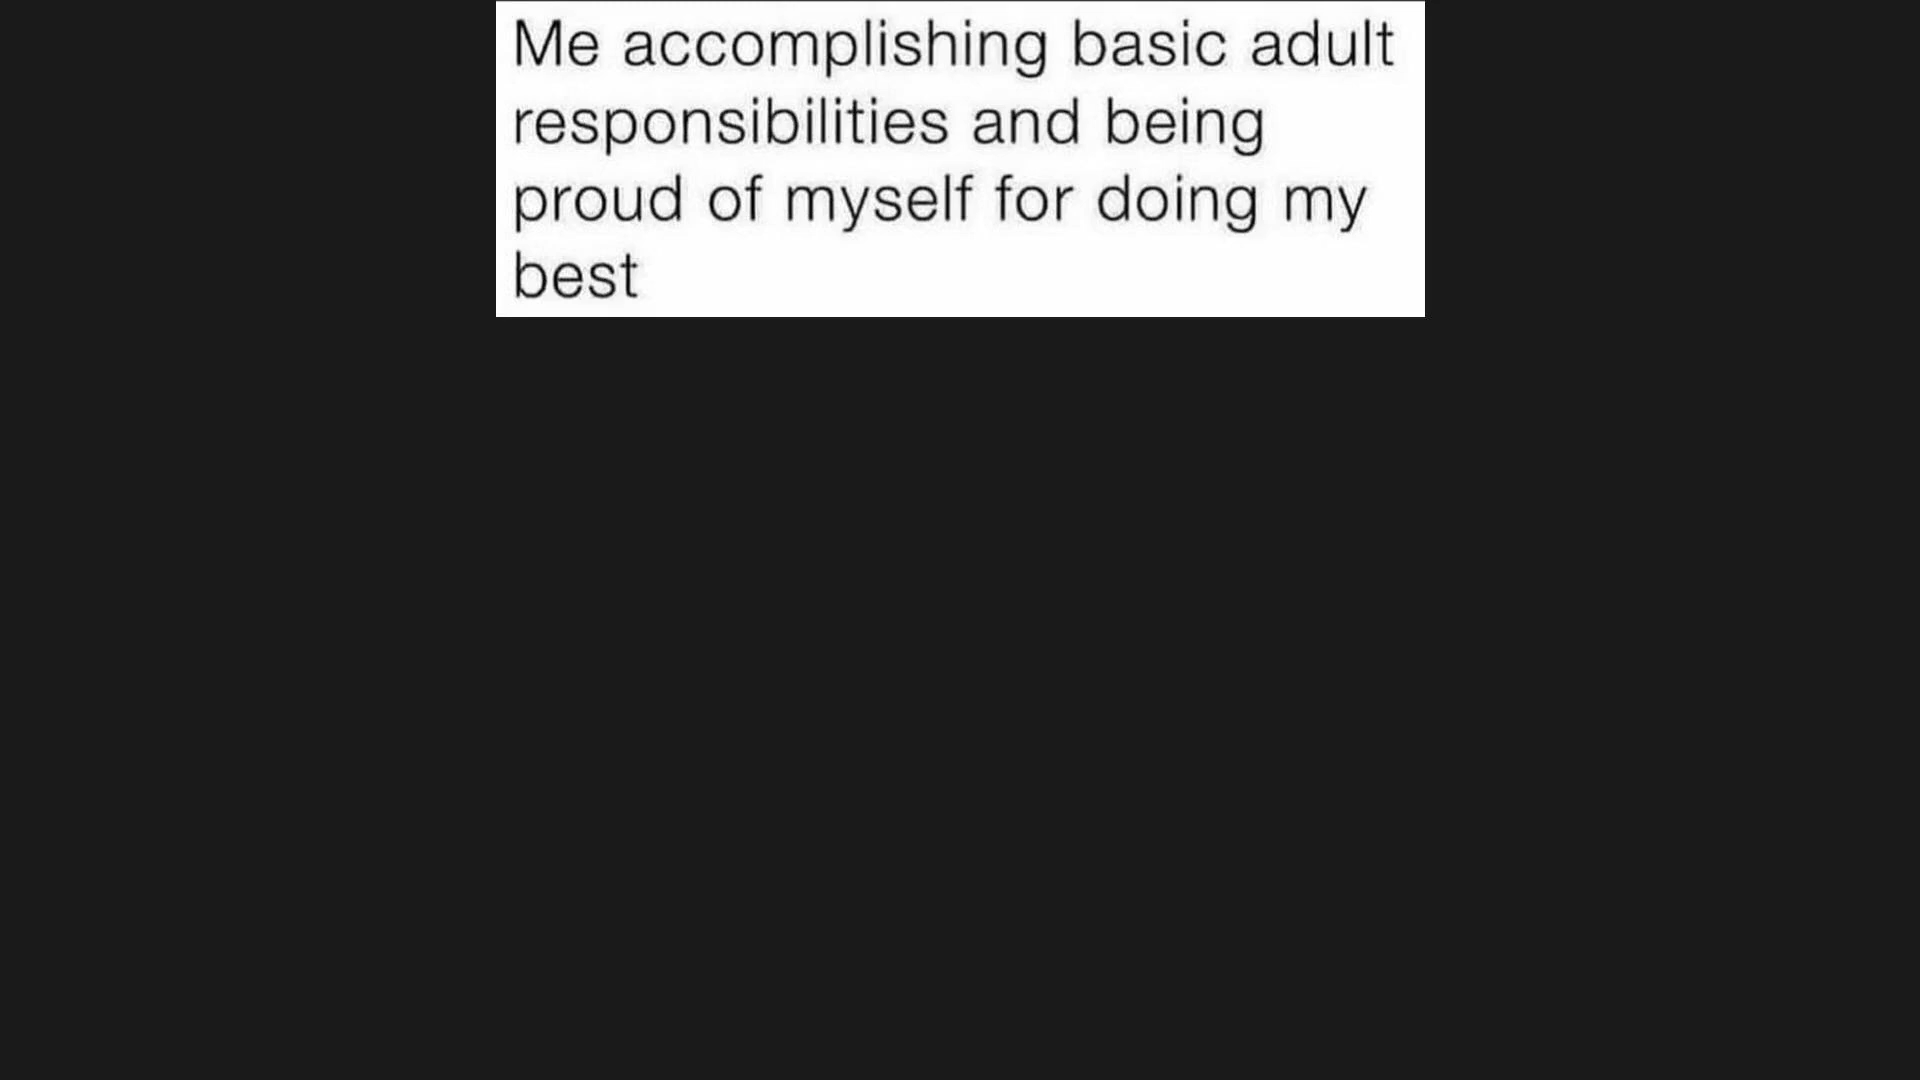 Me accomplishing basic adult
responsibilities and being
proud of myself for doing my
best